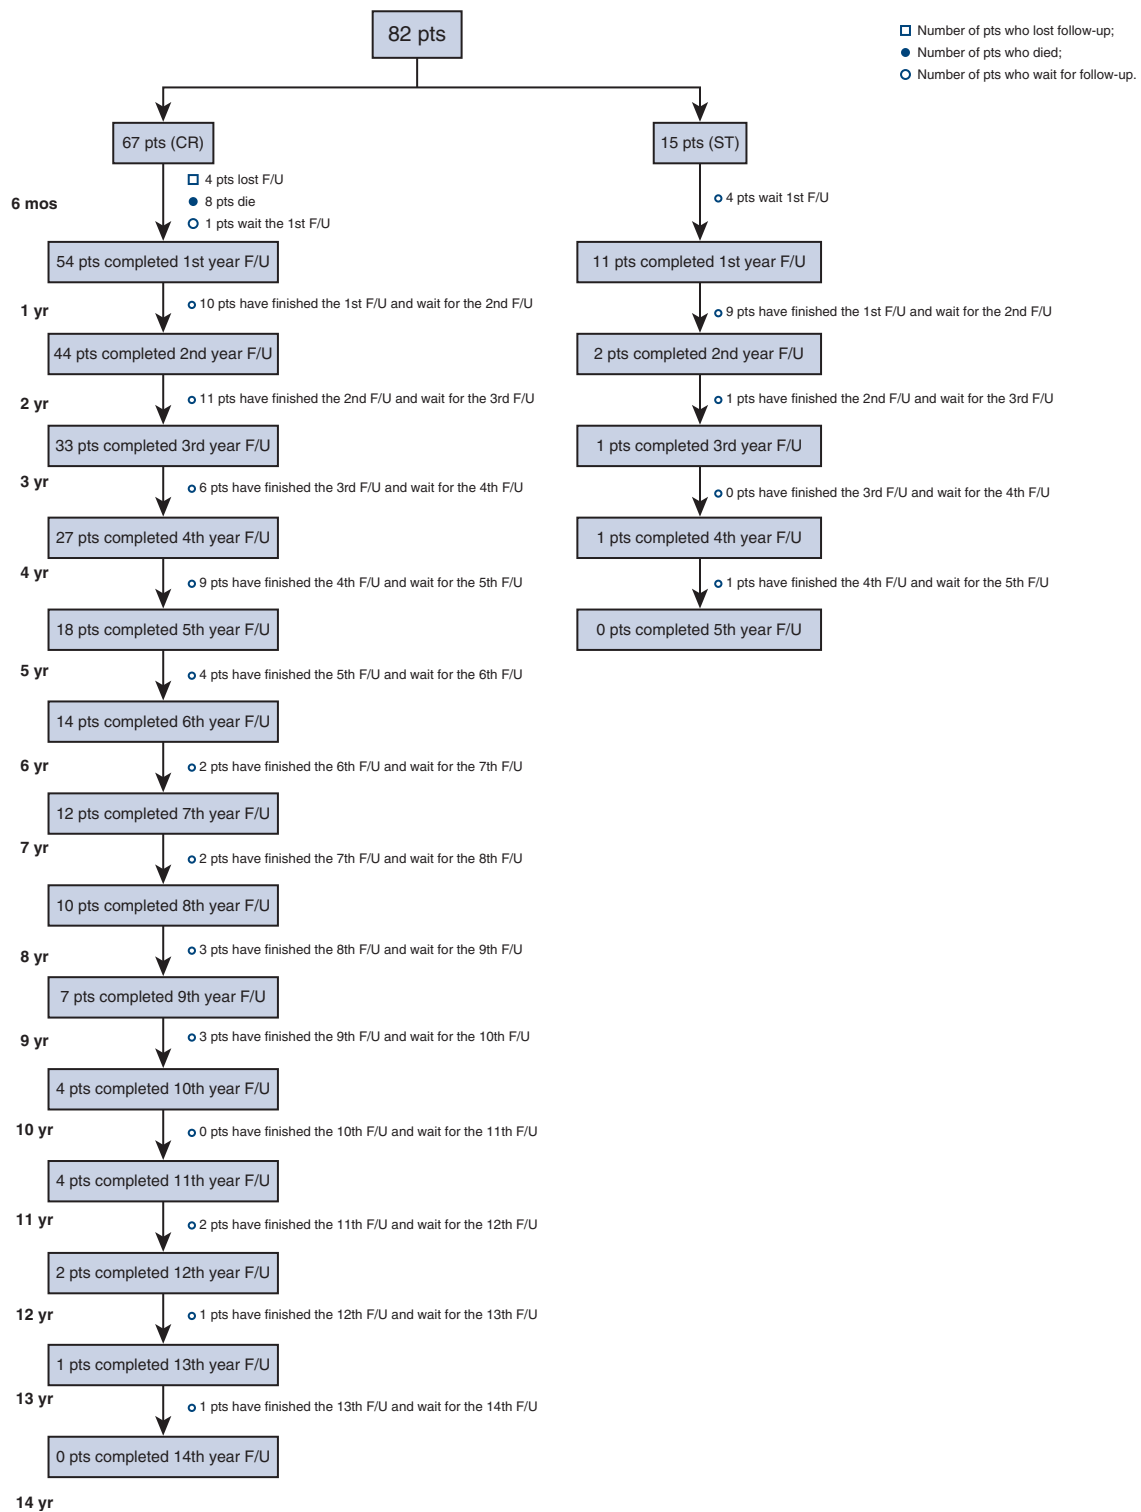 82 pts
Number of pts who lost follow-up;
Number of pts who died;
Number of pts who wait for follow-up.
67 pts (CR)
15 pts (ST)
4 pts lost F/U
8 pts die
1 pts wait the 1st F/U
4 pts wait 1st F/U
6 mos
54 pts completed 1st year F/U
11 pts completed 1st year F/U
1 yr
10 pts have finished the 1st F/U and wait for the 2nd F/U
9 pts have finished the 1st F/U and wait for the 2nd F/U
44 pts completed 2nd year F/U
2 pts completed 2nd year F/U
2 yr
11 pts have finished the 2nd F/U and wait for the 3rd F/U
1 pts have finished the 2nd F/U and wait for the 3rd F/U
33 pts completed 3rd year F/U
1 pts completed 3rd year F/U
3 yr
6 pts have finished the 3rd F/U and wait for the 4th F/U
0 pts have finished the 3rd F/U and wait for the 4th F/U
27 pts completed 4th year F/U
1 pts completed 4th year F/U
4 yr
9 pts have finished the 4th F/U and wait for the 5th F/U
1 pts have finished the 4th F/U and wait for the 5th F/U
18 pts completed 5th year F/U
0 pts completed 5th year F/U
5 yr
4 pts have finished the 5th F/U and wait for the 6th F/U
14 pts completed 6th year F/U
6 yr
2 pts have finished the 6th F/U and wait for the 7th F/U
12 pts completed 7th year F/U
7 yr
2 pts have finished the 7th F/U and wait for the 8th F/U
10 pts completed 8th year F/U
8 yr
3 pts have finished the 8th F/U and wait for the 9th F/U
7 pts completed 9th year F/U
9 yr
3 pts have finished the 9th F/U and wait for the 10th F/U
4 pts completed 10th year F/U
10 yr
0 pts have finished the 10th F/U and wait for the 11th F/U
4 pts completed 11th year F/U
11 yr
2 pts have finished the 11th F/U and wait for the 12th F/U
2 pts completed 12th year F/U
12 yr
1 pts have finished the 12th F/U and wait for the 13th F/U
1 pts completed 13th year F/U
13 yr
1 pts have finished the 13th F/U and wait for the 14th F/U
0 pts completed 14th year F/U
14 yr